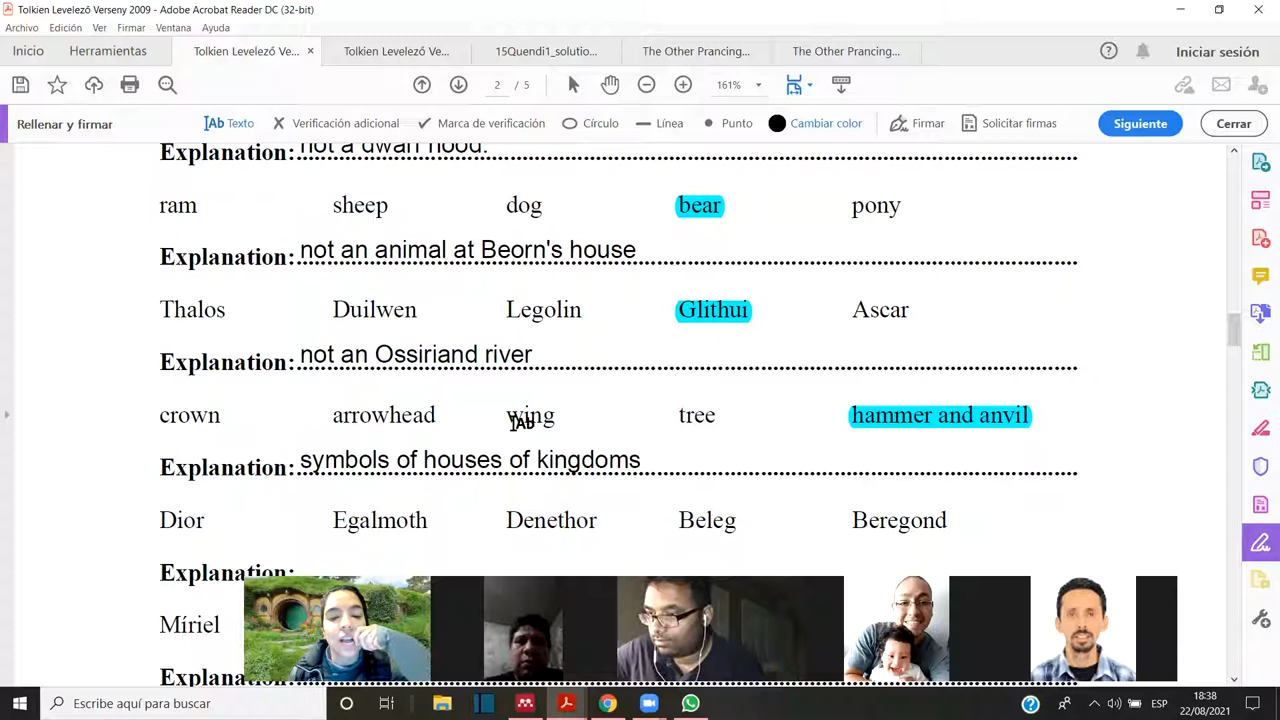 Tolkien Levelező Verseny 2009 - Adobe Acrobat Reader DC (32-bit)
Archivo Edición Ver Firmar Ventana Ayuda
Inicio Herramientas Tolkien Levelező Ve... × Tolkien Levelező Ve... 15Quendi1_solutio... The Other Prancing... The Other Prancing... Iniciar sesión
2 / 5 161%
Rellenar y firmar Ab Texto Verificación adicional Marca de verificación Círculo Línea Punto Cambiar color Firmar Solicitar firmas Siguiente Cerrar
Explanation: not a dwarf hood.
ram sheep dog bear pony
Explanation: not an animal at Beorn's house
Thalos Duilwen Legolin Glithui Ascar
Explanation: not an Ossiriand river
crown arrowhead wing tree hammer and anvil
Ab
Explanation: symbols of houses of kingdoms
Dior Egalmoth Denethor Beleg Beregond
Explanation:
Míriel
Explanation:
Escribe aquí para buscar ESP 18:38
22/08/2021